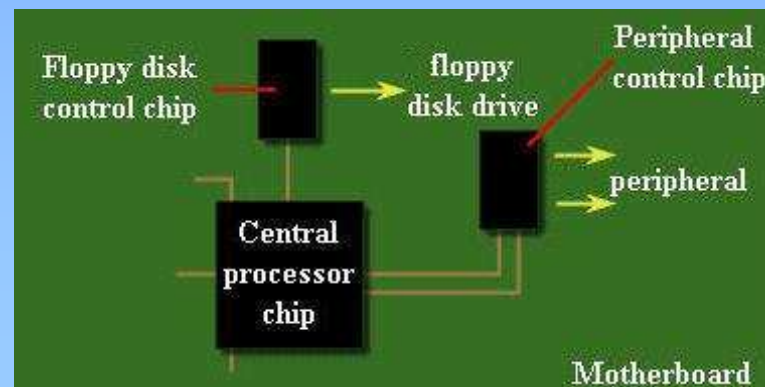 Floppy disk
control chip
floppy
disk drive
Peripheral
control chip
peripheral
Central
processor
chip
Motherboard